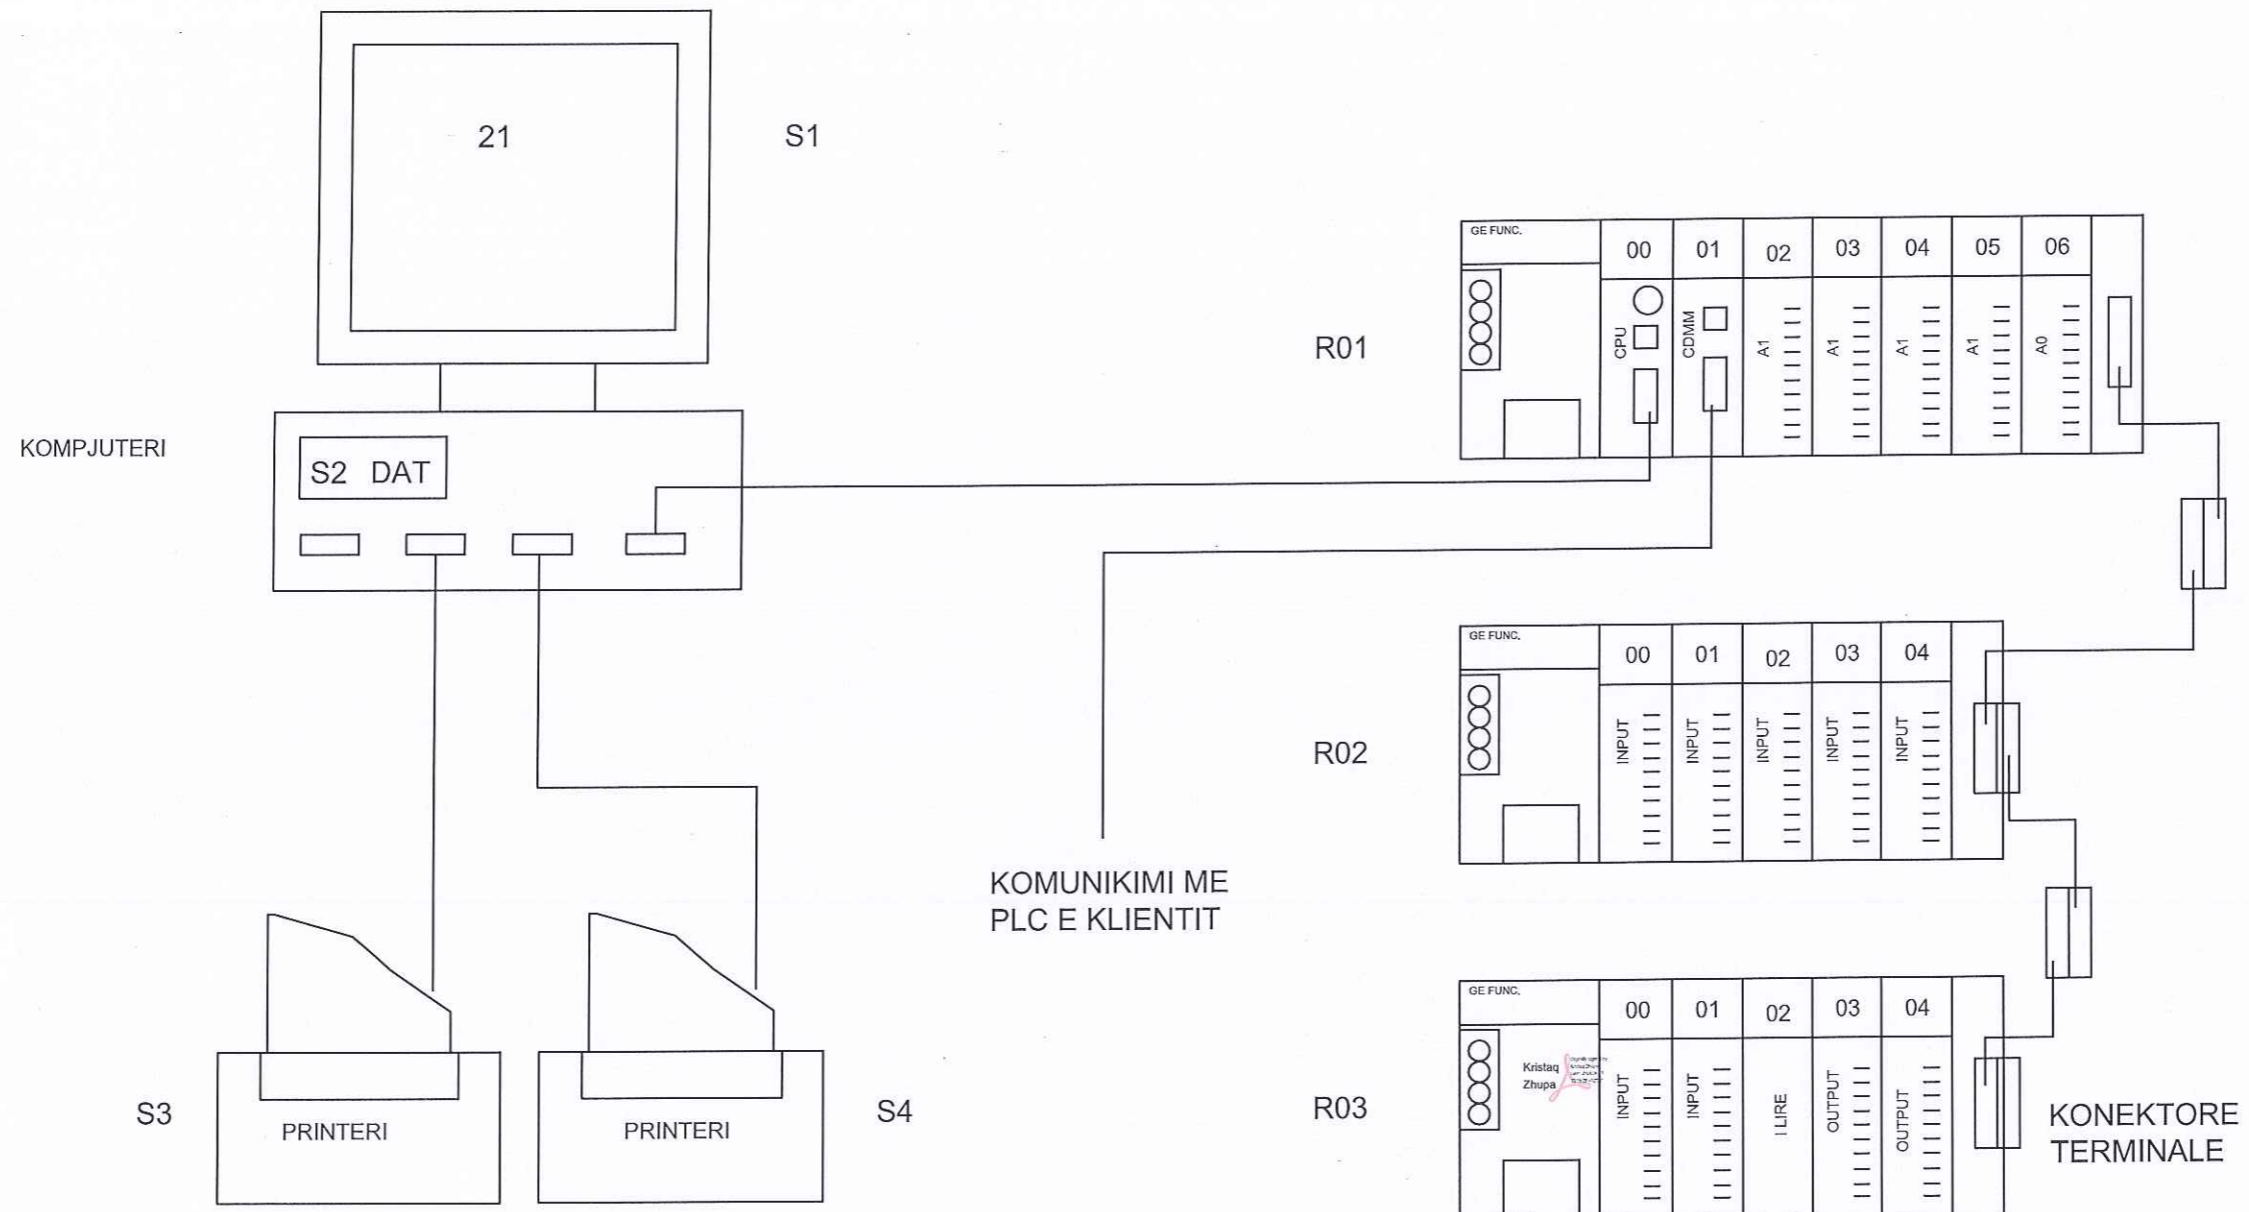 21
S1
KOMPJUTERI
S2 DAT
S3
PRINTERI
PRINTERI
S4
KOMUNIKIMI ME
PLC E KLIENTIT
R01
GE FUNC.
00 01 02 03 04 05 06
CPU CDMM A1 A1 A1 A1 A0
R02
GE FUNC.
00 01 02 03 04
INPUT INPUT INPUT INPUT INPUT
R03
GE FUNC.
00 01 02 03 04
Kristaq
Zhupa
INPUT INPUT I LIRE OUTPUT OUTPUT
KONEKTORE
TERMINALE